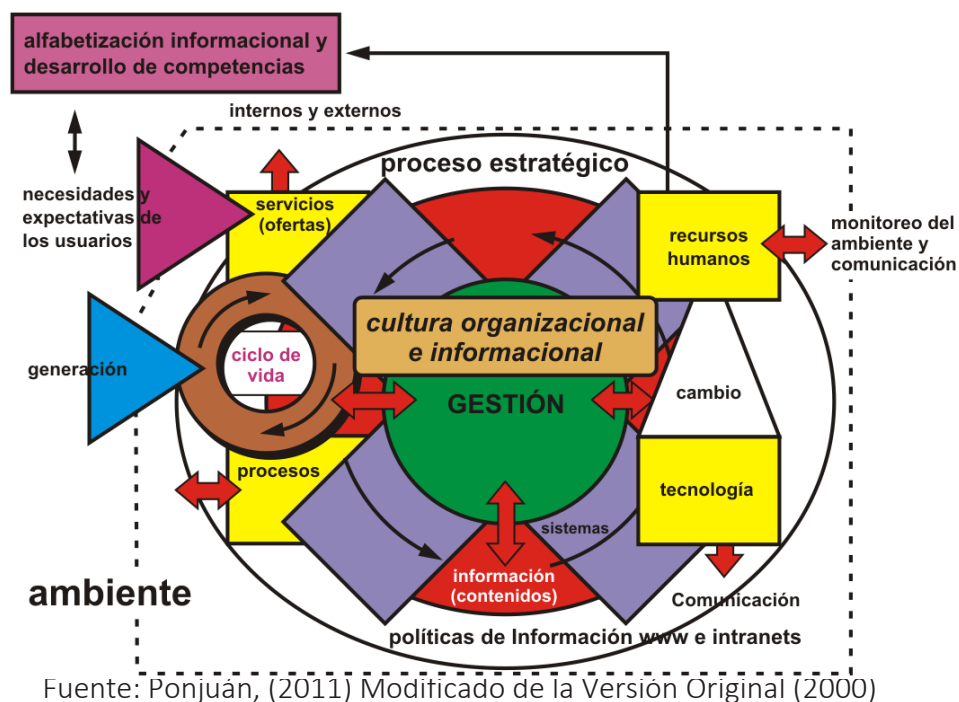 alfabetización informacional y
desarrollo de competencias
internos y externos
proceso estratégico
necesidades y
expectativas de
los usuarios
servicios
(ofertas)
recursos
humanos
monitoreo del
ambiente y
comunicación
cultura organizacional
e informacional
generación
ciclo de
vida
GESTIÓN
cambio
procesos
tecnología
sistemas
información
(contenidos)
ambiente
Comunicación
políticas de Información www e intranets
Fuente: Ponjuán, (2011) Modificado de la Versión Original (2000)